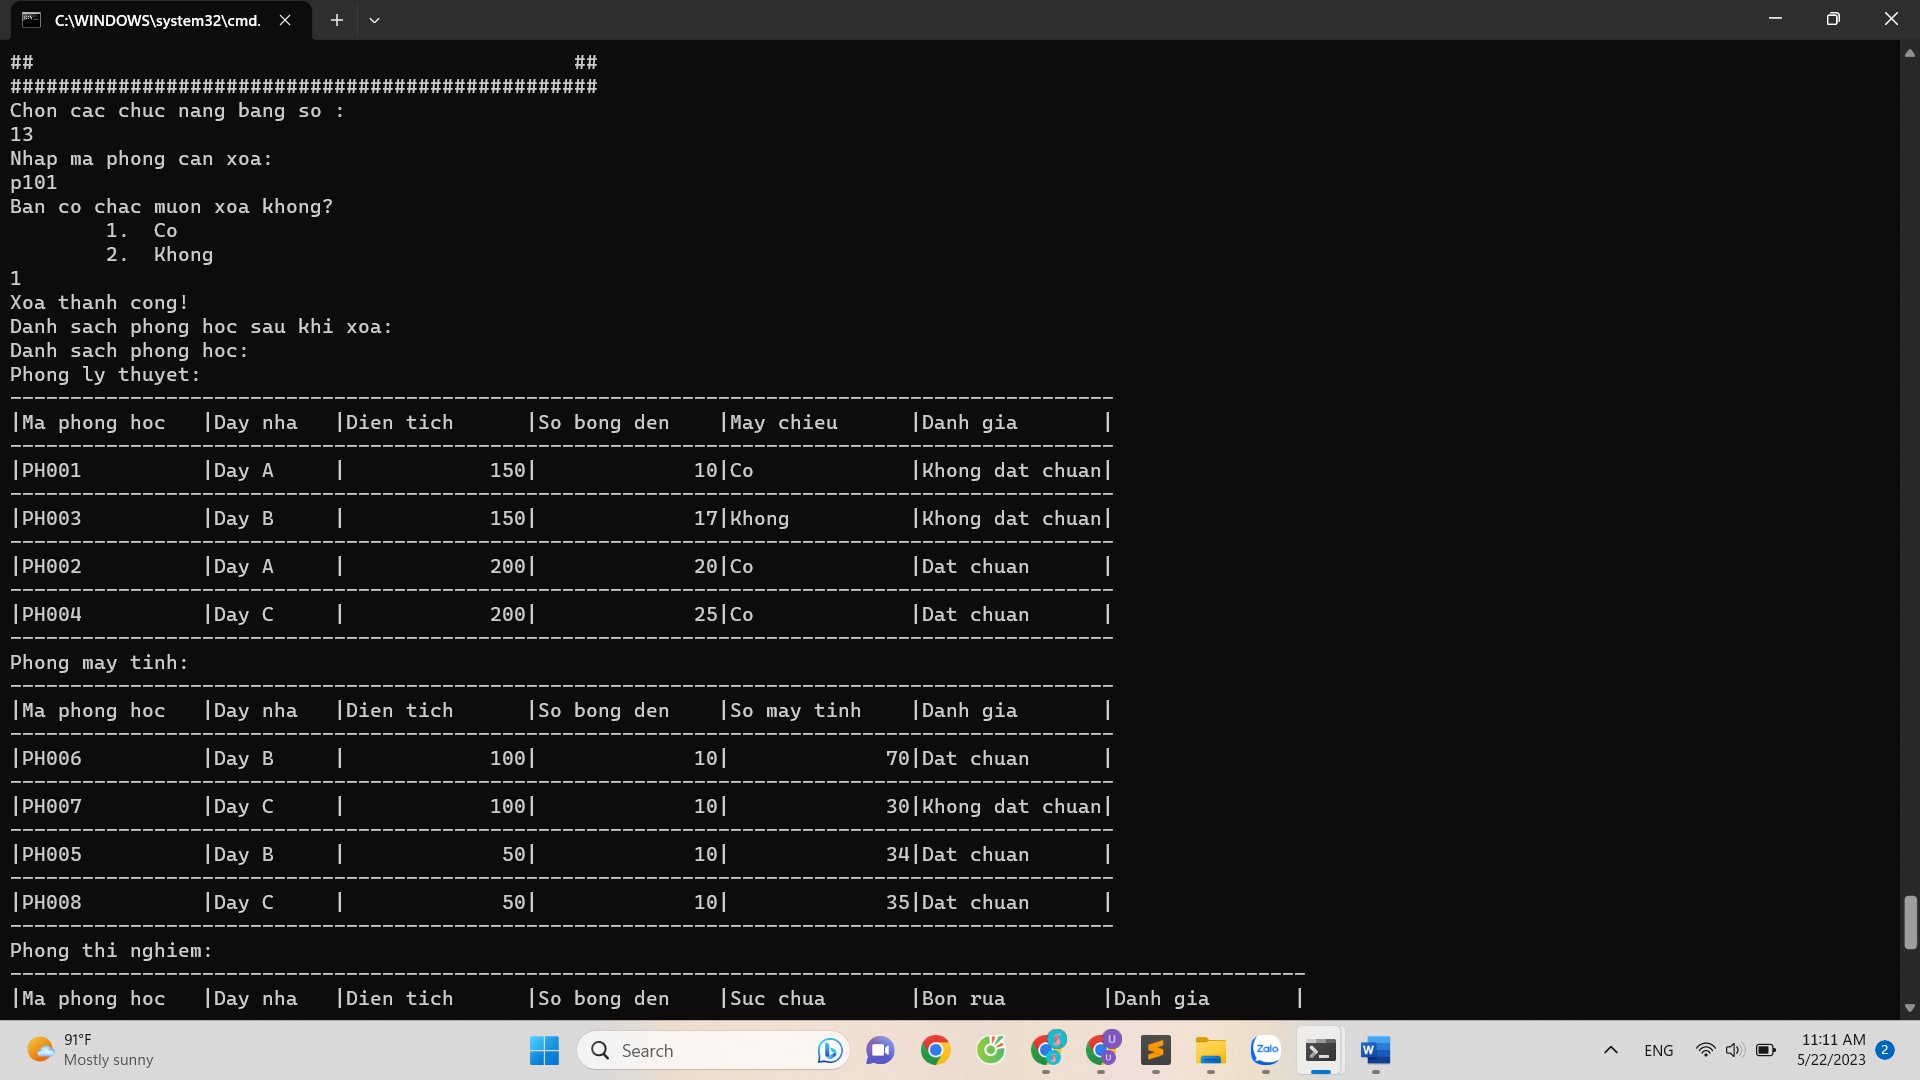 C:\WINDOWS\system32\cmd.
## ##
#################################################
Chon cac chuc nang bang so :
13
Nhap ma phong can xoa:
p101
Ban co chac muon xoa khong?
1. Co
2. Khong
1
Xoa thanh cong!
Danh sach phong hoc sau khi xoa:
Danh sach phong hoc:
Phong ly thuyet:
--------------------------------------------------------------------------------------------
|Ma phong hoc |Day nha |Dien tich |So bong den |May chieu |Danh gia |
--------------------------------------------------------------------------------------------
|PH001 |Day A | 150| 10|Co |Khong dat chuan|
--------------------------------------------------------------------------------------------
|PH003 |Day B | 150| 17|Khong |Khong dat chuan|
--------------------------------------------------------------------------------------------
|PH002 |Day A | 200| 20|Co |Dat chuan |
--------------------------------------------------------------------------------------------
|PH004 |Day C | 200| 25|Co |Dat chuan |
--------------------------------------------------------------------------------------------
Phong may tinh:
--------------------------------------------------------------------------------------------
|Ma phong hoc |Day nha |Dien tich |So bong den |So may tinh |Danh gia |
--------------------------------------------------------------------------------------------
|PH006 |Day B | 100| 10| 70|Dat chuan |
--------------------------------------------------------------------------------------------
|PH007 |Day C | 100| 10| 30|Khong dat chuan|
--------------------------------------------------------------------------------------------
|PH005 |Day B | 50| 10| 34|Dat chuan |
--------------------------------------------------------------------------------------------
|PH008 |Day C | 50| 10| 35|Dat chuan |
--------------------------------------------------------------------------------------------
Phong thi nghiem:
------------------------------------------------------------------------------------------------------------
|Ma phong hoc |Day nha |Dien tich |So bong den |Suc chua |Bon rua |Danh gia |
91°F
Mostly sunny
Search
Zalo
ENG
11:11 AM
5/22/2023
2